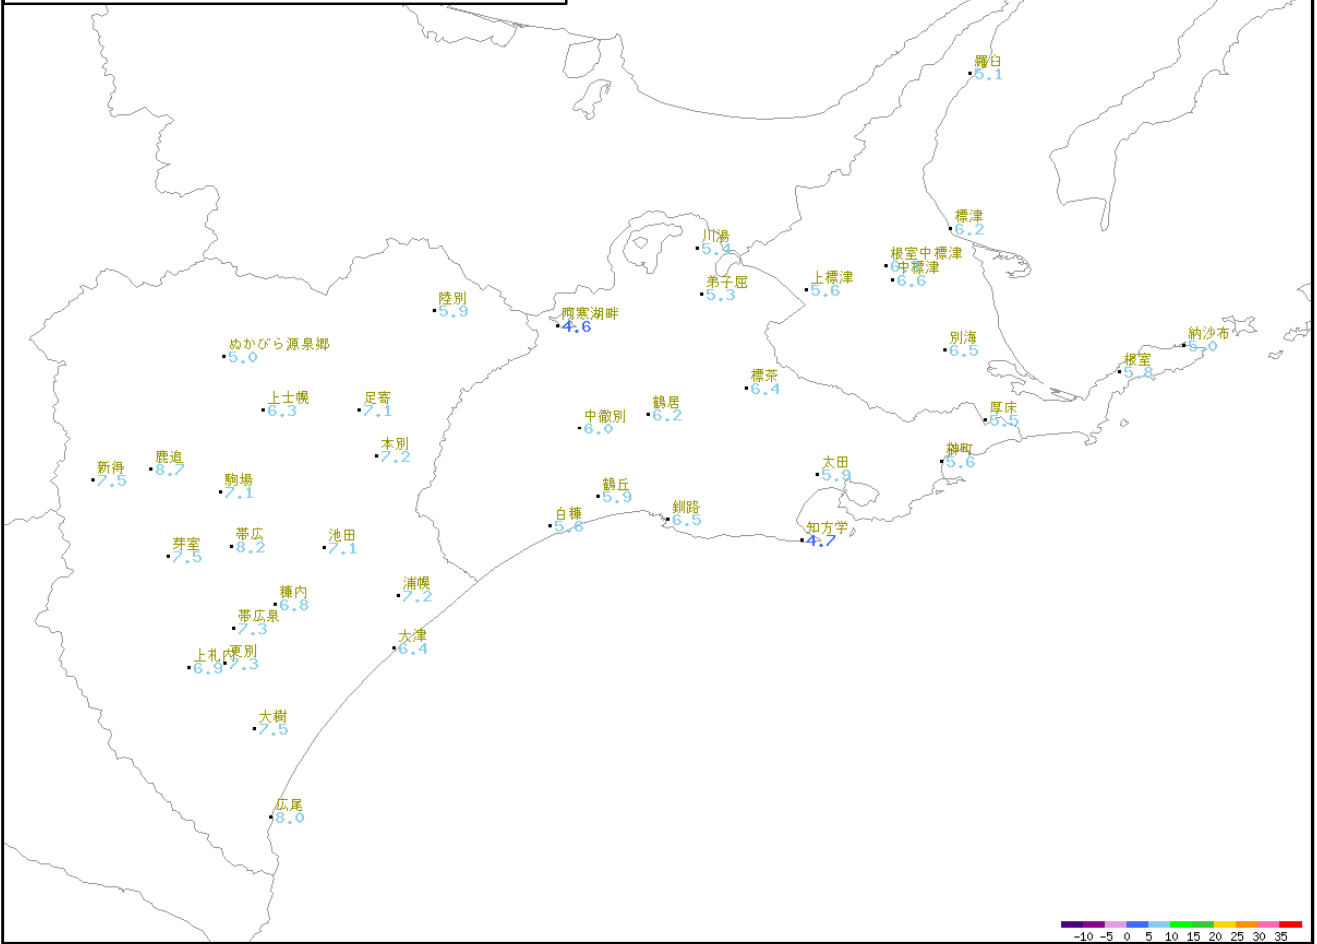 羅臼
5.1
標津
6.2
川湯
5.4
根室中標津
中標津
6.6
弟子屈
5.3
上標津
5.6
陸別
5.9
阿寒湖畔
4.6
ぬかびら源泉郷
5.0
別海
6.5
納沙布
5.0
根室
5.8
標茶
6.4
上士幌
6.3
足寄
7.1
鶴居
6.2
中徹別
6.0
厚床
5.5
本別
7.2
榊町
5.6
鹿追
8.7
新得
7.5
太田
5.9
駒場
7.1
鶴丘
5.9
釧路
6.5
白糠
5.6
知方学
4.7
帯広
8.2
池田
7.1
芽室
7.5
浦幌
7.2
糠内
6.8
帯広泉
7.3
大津
6.4
上札内
6.9
更別
7.3
大樹
7.5
広尾
8.0
-10 -5 0 5 10 15 20 25 30 35